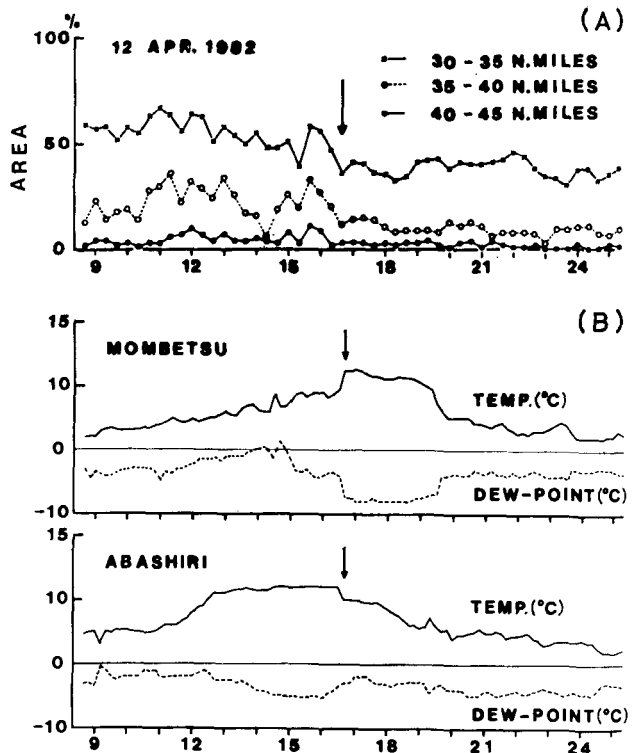 %
(A)
100
12 APR. 1982
30 - 35 N.MILES
35 - 40 N.MILES
40 - 45 N.MILES
AREA
50
0
9 12 15 18 21 24
(B)
15
MOMBETSU
10
TEMP.(°C)
0
DEW-POINT(°C)
-10
15
ABASHIRI
10
TEMP.(°C)
0
DEW-POINT(°C)
-10
9 12 15 18 21 24